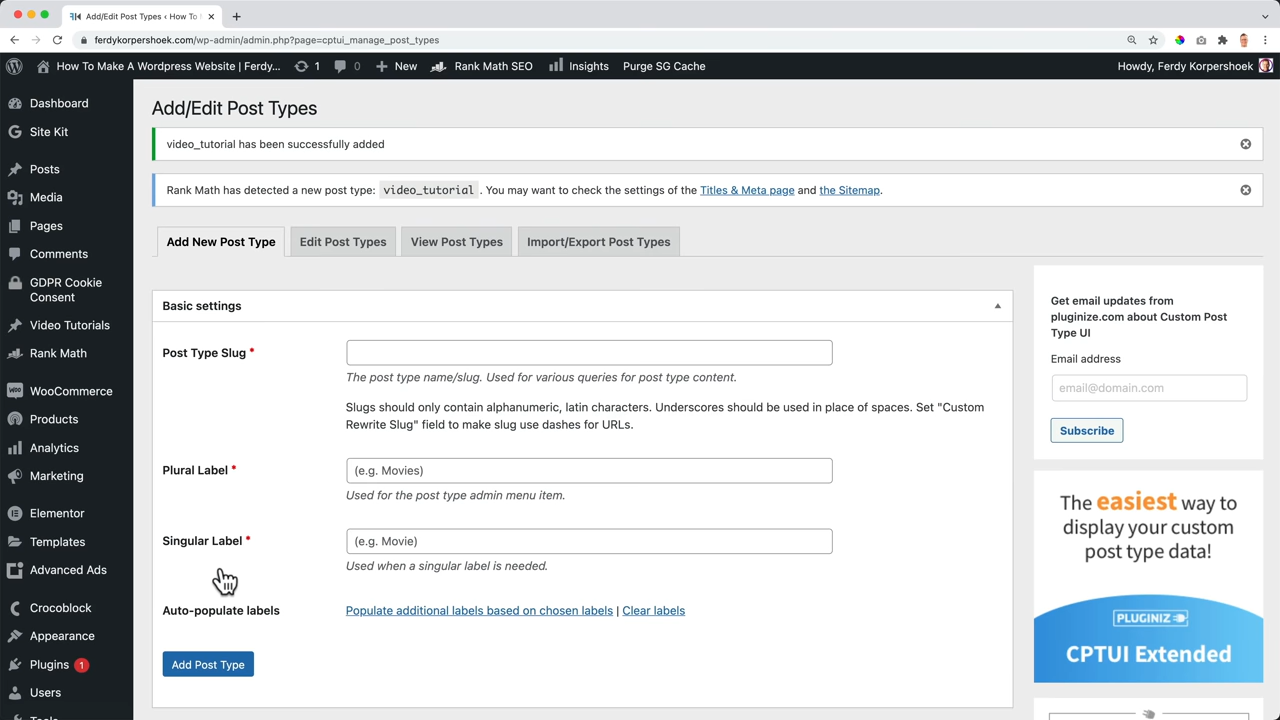 Add/Edit Post Types ‹ How To
ferdykorpershoek.com/wp-admin/admin.php?page=cptui_manage_post_types
How To Make A Wordpress Website | Ferdy...
1
0
New
Rank Math SEO
Insights
Purge SG Cache
Howdy, Ferdy Korpershoek
Dashboard
Site Kit
Posts
Media
Pages
Comments
GDPR Cookie
Consent
Video Tutorials
Rank Math
WooCommerce
Products
Analytics
Marketing
Elementor
Templates
Advanced Ads
Crocoblock
Appearance
Plugins 1
Users
Add/Edit Post Types
video_tutorial has been successfully added
Rank Math has detected a new post type: video_tutorial . You may want to check the settings of the Titles & Meta page and the Sitemap.
Add New Post Type
Edit Post Types
View Post Types
Import/Export Post Types
Basic settings
Post Type Slug *
The post type name/slug. Used for various queries for post type content.
Slugs should only contain alphanumeric, latin characters. Underscores should be used in place of spaces. Set "Custom
Rewrite Slug" field to make slug use dashes for URLs.
Plural Label *
(e.g. Movies)
Used for the post type admin menu item.
Singular Label *
(e.g. Movie)
Used when a singular label is needed.
Auto-populate labels
Populate additional labels based on chosen labels | Clear labels
Add Post Type
Get email updates from
pluginize.com about Custom Post
Type UI
Email address
email@domain.com
Subscribe
The easiest way to
display your custom
post type data!
PLUGINIZ
CPTUI Extended